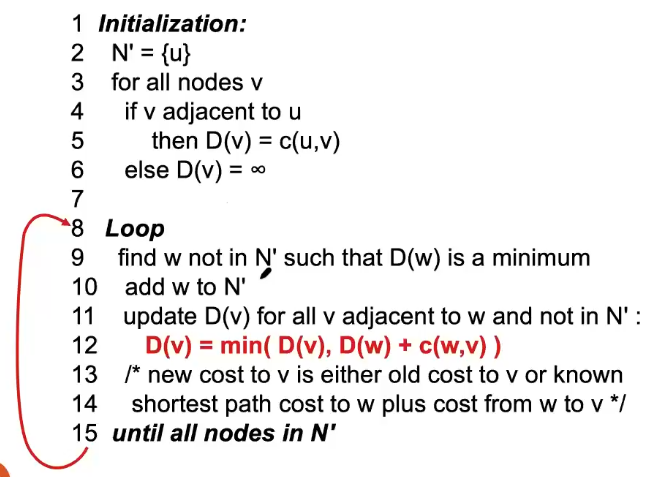 1 Initialization:
2 N' = {u}
3 for all nodes v
4 if v adjacent to u
5 then D(v) = c(u,v)
6 else D(v) = ∞
7
8 Loop
9 find w not in N' such that D(w) is a minimum
10 add w to N'
11 update D(v) for all v adjacent to w and not in N' :
12 D(v) = min( D(v), D(w) + c(w,v) )
13 /* new cost to v is either old cost to v or known
14 shortest path cost to w plus cost from w to v */
15 until all nodes in N'